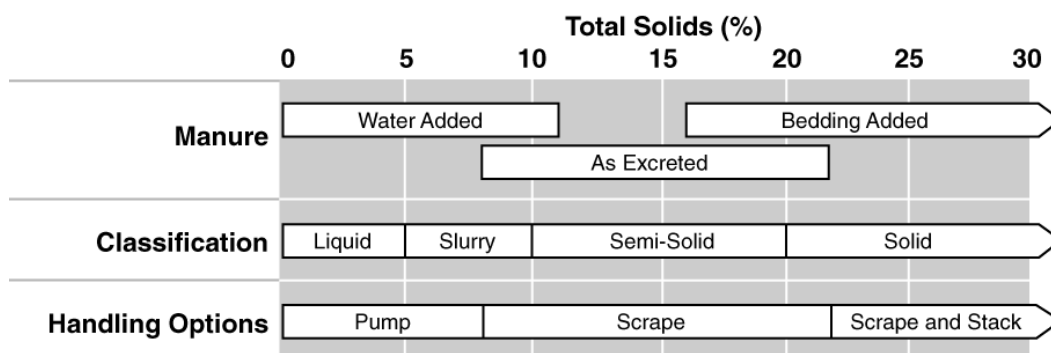 Total Solids (%)
0 5 10 15 20 25 30
Manure
Water Added
Bedding Added
As Excreted
Classification
Liquid
Slurry
Semi-Solid
Solid
Handling Options
Pump
Scrape
Scrape and Stack